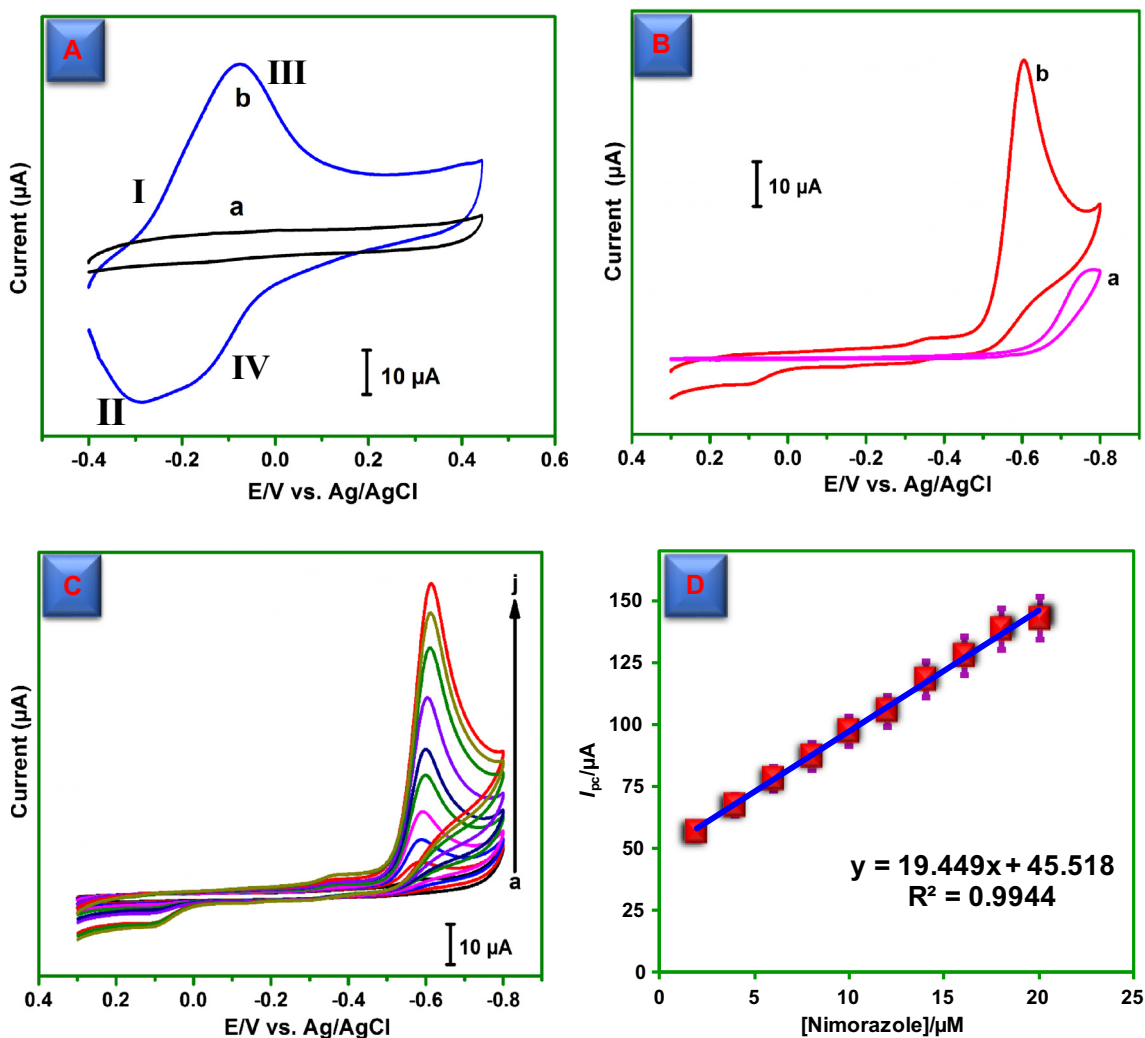 A
III
b
I
a
IV
II
10 µA
Current (µA)
-0.4
-0.2
0.0
0.2
0.4
0.6
E/V vs. Ag/AgCl
B
b
10 µA
a
Current (µA)
0.4
0.2
0.0
-0.2
-0.4
-0.6
-0.8
E/V vs. Ag/AgCl
C
j
a
10 µA
Current (µA)
0.4
0.2
0.0
-0.2
-0.4
-0.6
-0.8
E/V vs. Ag/AgCl
D
150
125
100
75
50
25
0
Ipc/µA
y = 19.449x + 45.518
R² = 0.9944
0
5
10
15
20
25
[Nimorazole]/µM